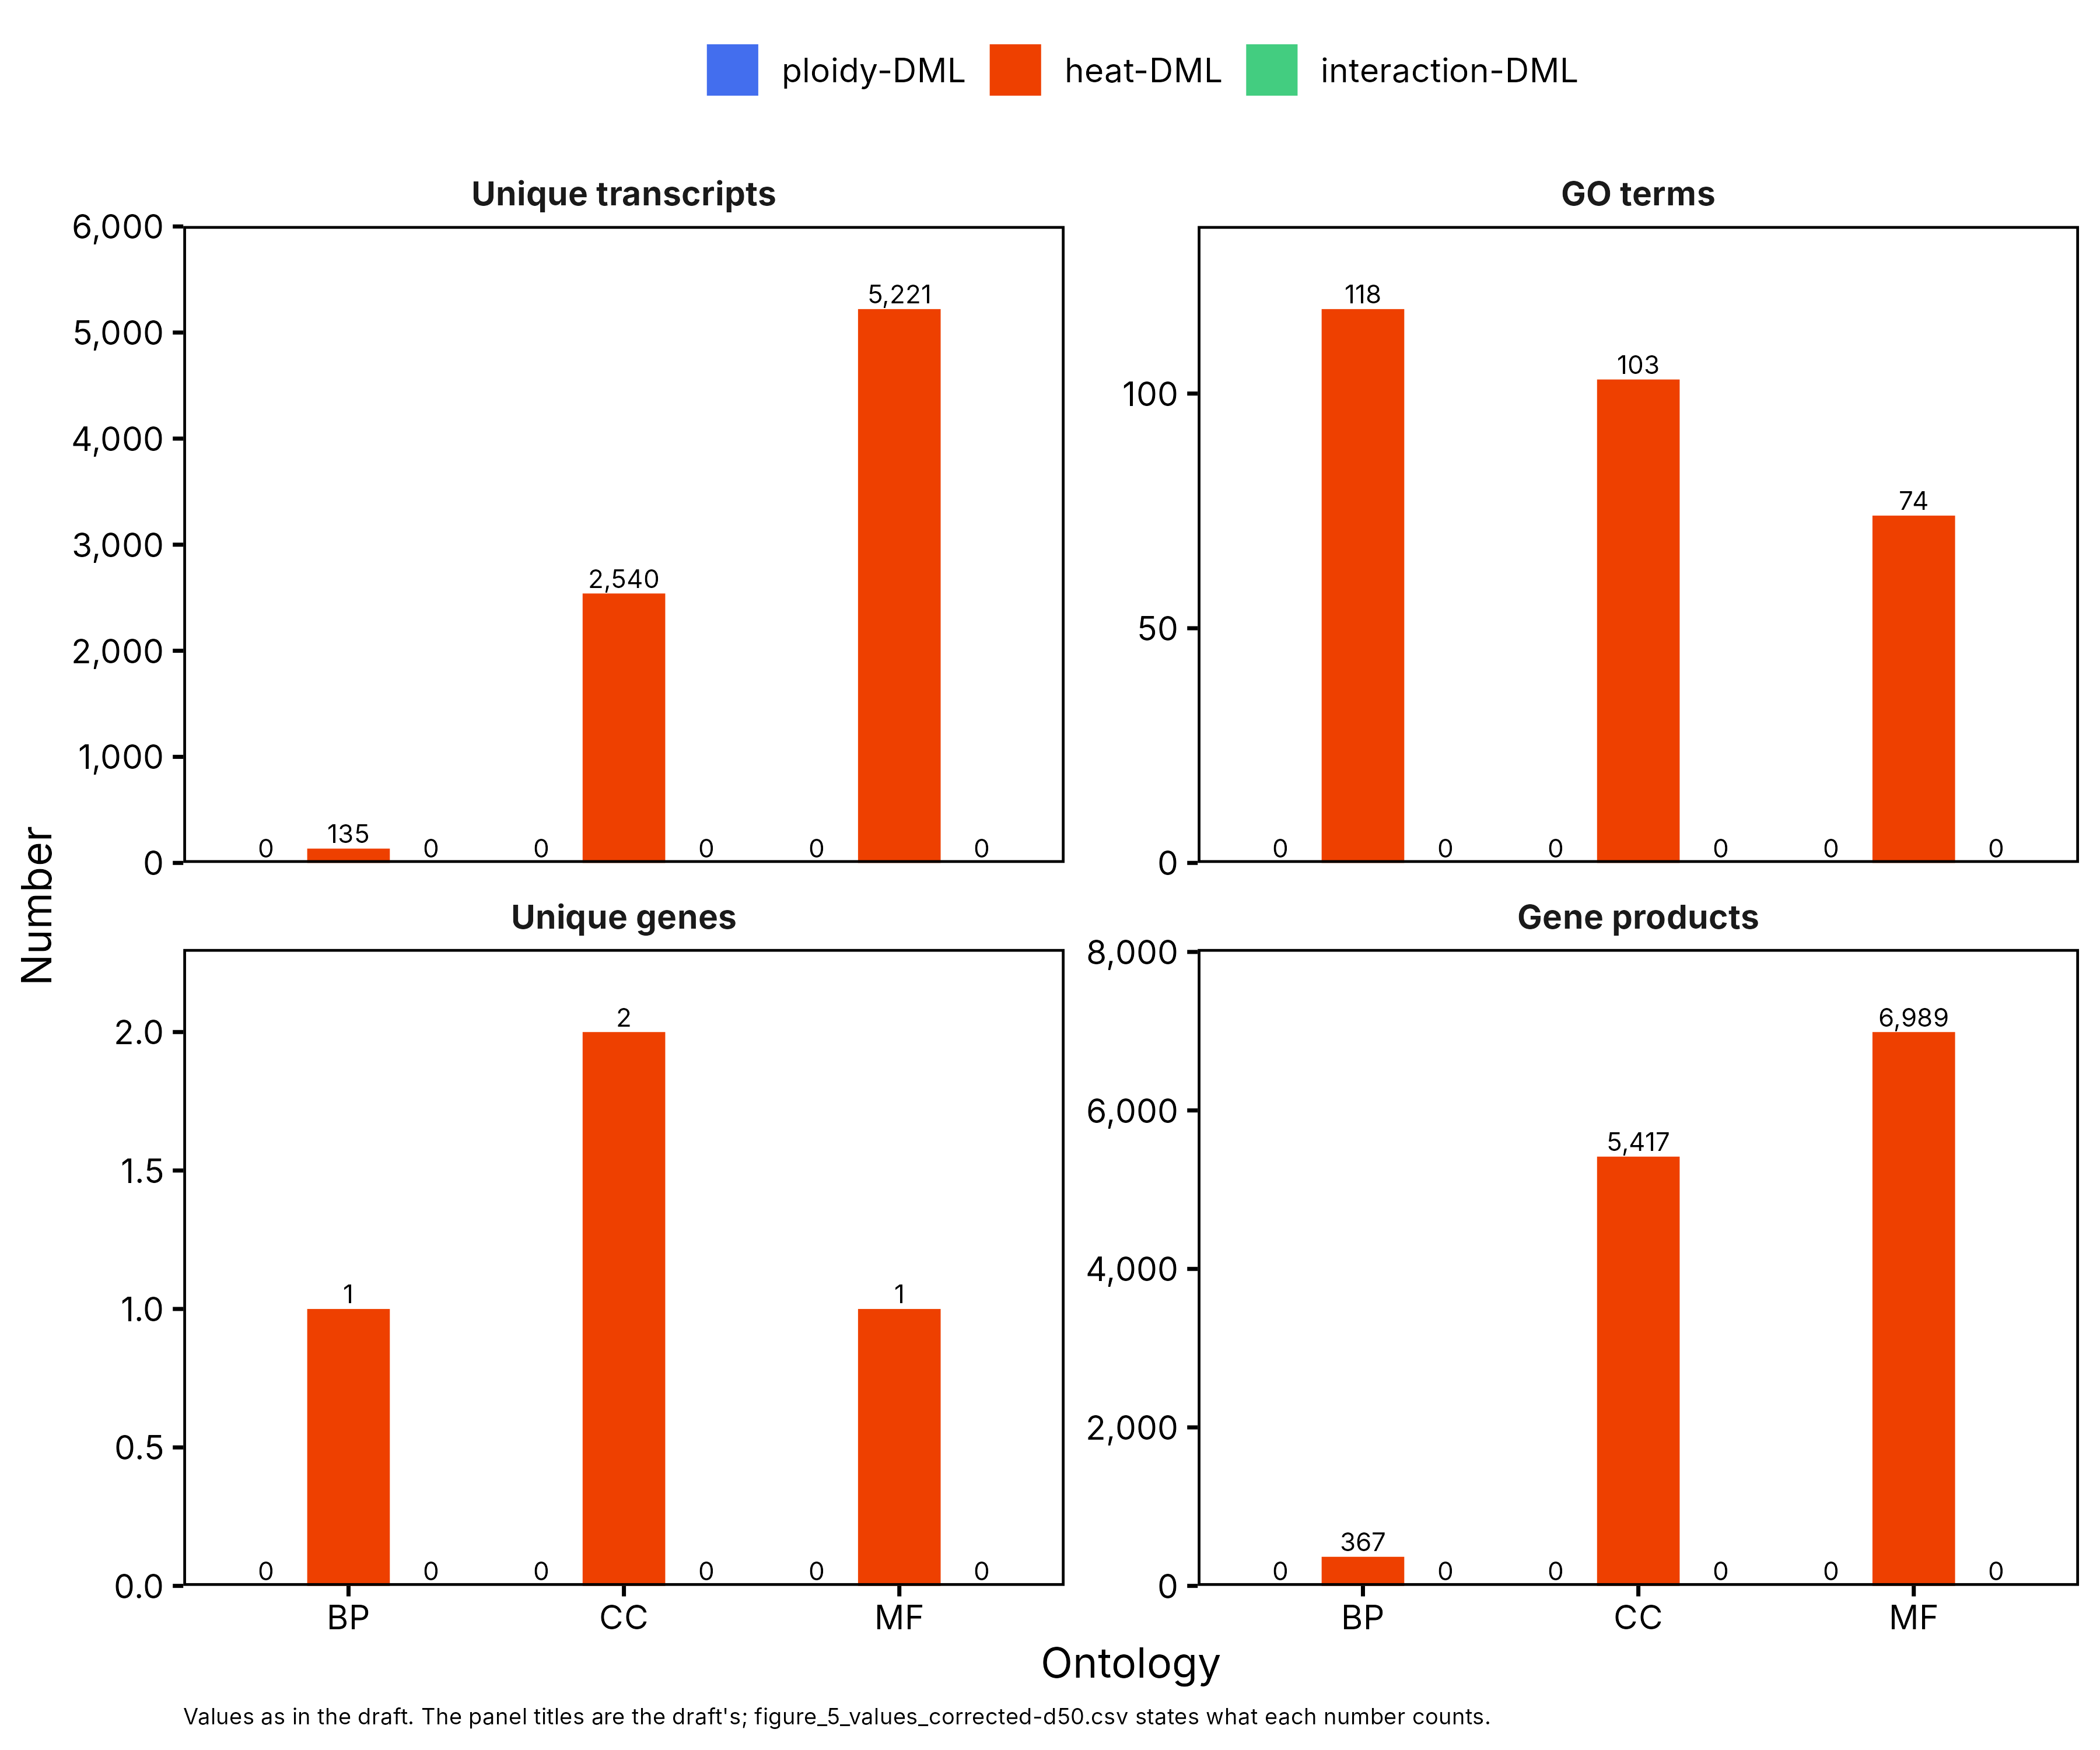 ploidy-DML heat-DML interaction-DML
Unique transcripts
6,000
5,000
4,000
3,000
2,000
1,000
0
0 135 0 0 2,540 0 0 5,221 0
GO terms
100
50
0
0 118 0 0 103 0 0 74 0
Number
Unique genes
2.0
1.5
1.0
0.5
0.0
0 1 0 0 2 0 0 1 0
BP CC MF
Gene products
8,000
6,000
4,000
2,000
0
0 367 0 0 5,417 0 0 6,989 0
BP CC MF
Ontology
Values as in the draft. The panel titles are the draft's; figure_5_values_corrected-d50.csv states what each number counts.